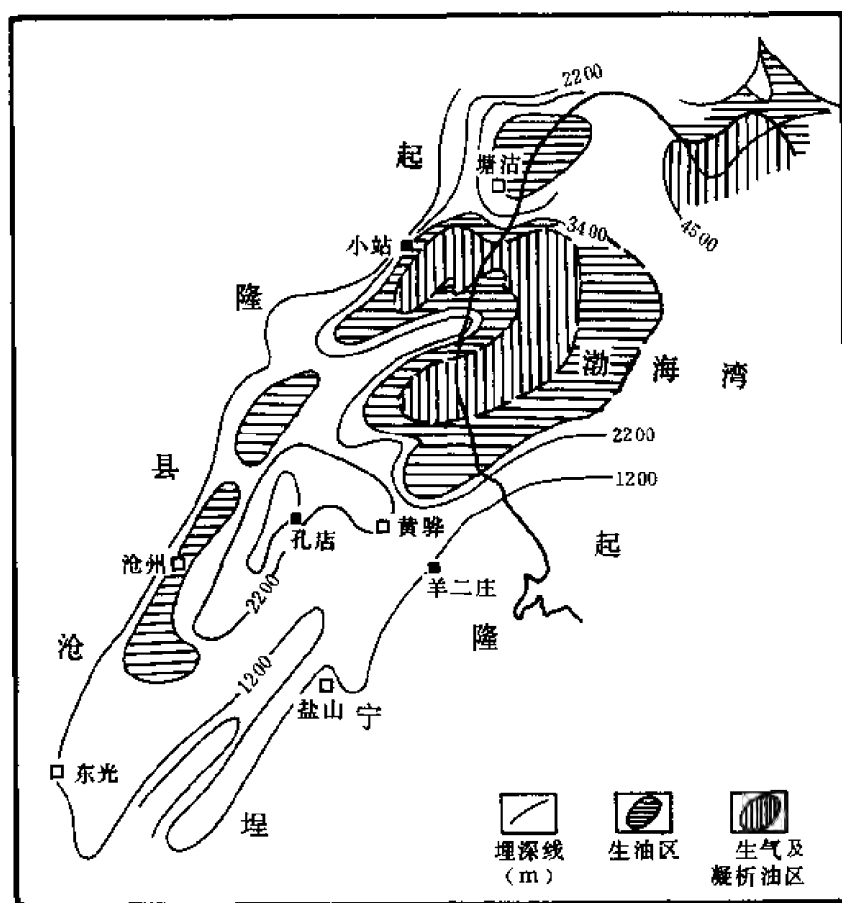 2200
起
塘沽
小站
3400
4500
隆
渤海湾
县
2200
1200
黄骅
孔店
起
沧州
羊二庄
2200
沧
隆
1200
盐山
宁
东光
埕
埋深线
(m)
生油区
生气及
凝析油区